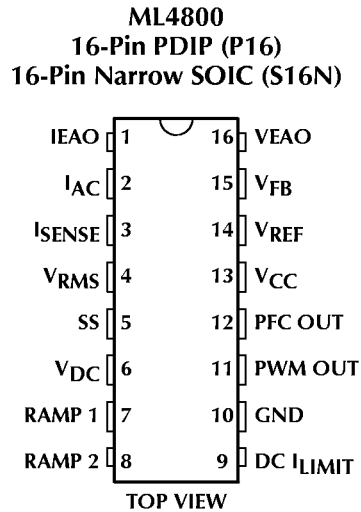 ML4800
16-Pin PDIP (P16)
16-Pin Narrow SOIC (S16N)
IEAO 1 16 VEAO
IAC 2 15 VFB
ISENSE 3 14 VREF
VRMS 4 13 VCC
SS 5 12 PFC OUT
VDC 6 11 PWM OUT
RAMP 1 7 10 GND
RAMP 2 8 9 DC ILIMIT
TOP VIEW